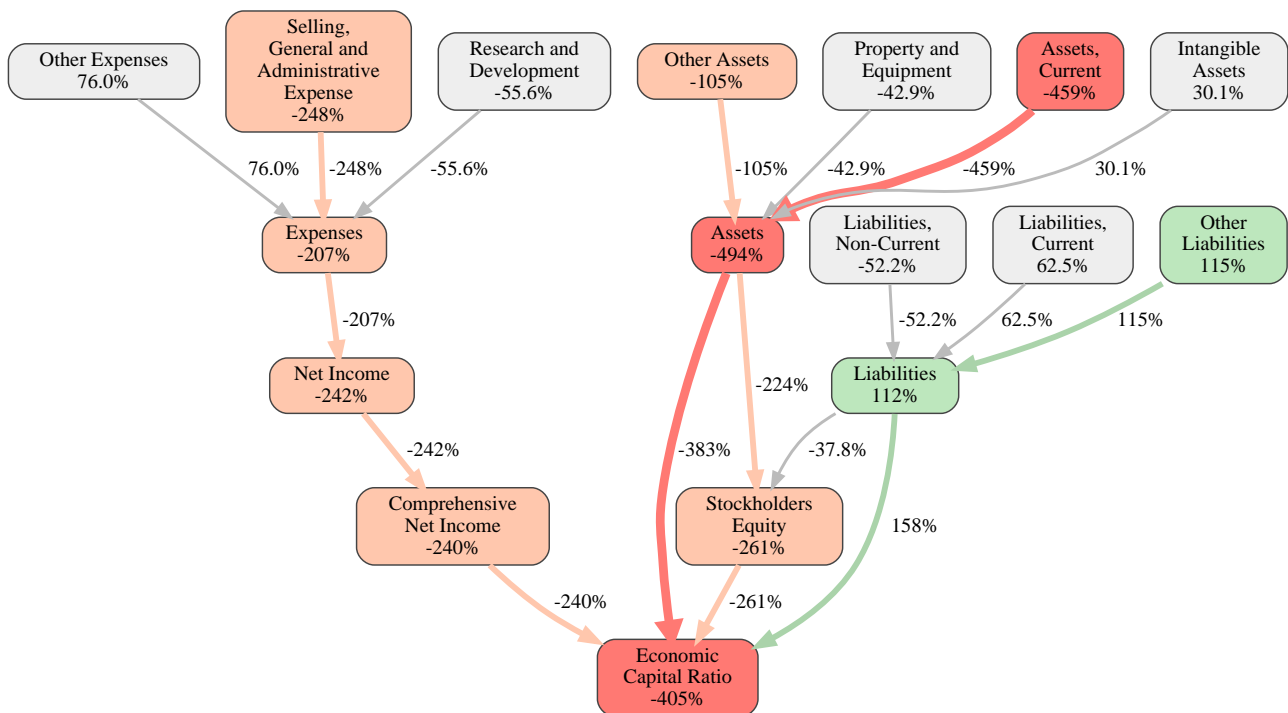 Other Expenses
76.0%
Selling,
General and
Administrative
Expense
-248%
Research and
Development
-55.6%
Other Assets
-105%
Property and
Equipment
-42.9%
Assets,
Current
-459%
Intangible
Assets
30.1%
76.0%
-248%
-55.6%
-105%
-42.9%
-459%
30.1%
Expenses
-207%
Assets
-494%
Liabilities,
Non-Current
-52.2%
Liabilities,
Current
62.5%
Other
Liabilities
115%
-207%
-52.2%
62.5%
115%
Net Income
-242%
-224%
Liabilities
112%
-242%
-383%
-37.8%
Comprehensive
Net Income
-240%
Stockholders
Equity
-261%
158%
-240%
-261%
Economic
Capital Ratio
-405%